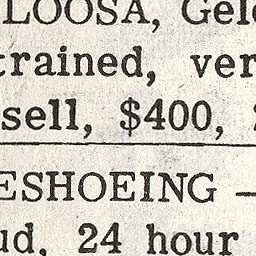 LOOSA, Geld
trained, ver
sell, $400,
ESHOEING —
ud, 24 hour